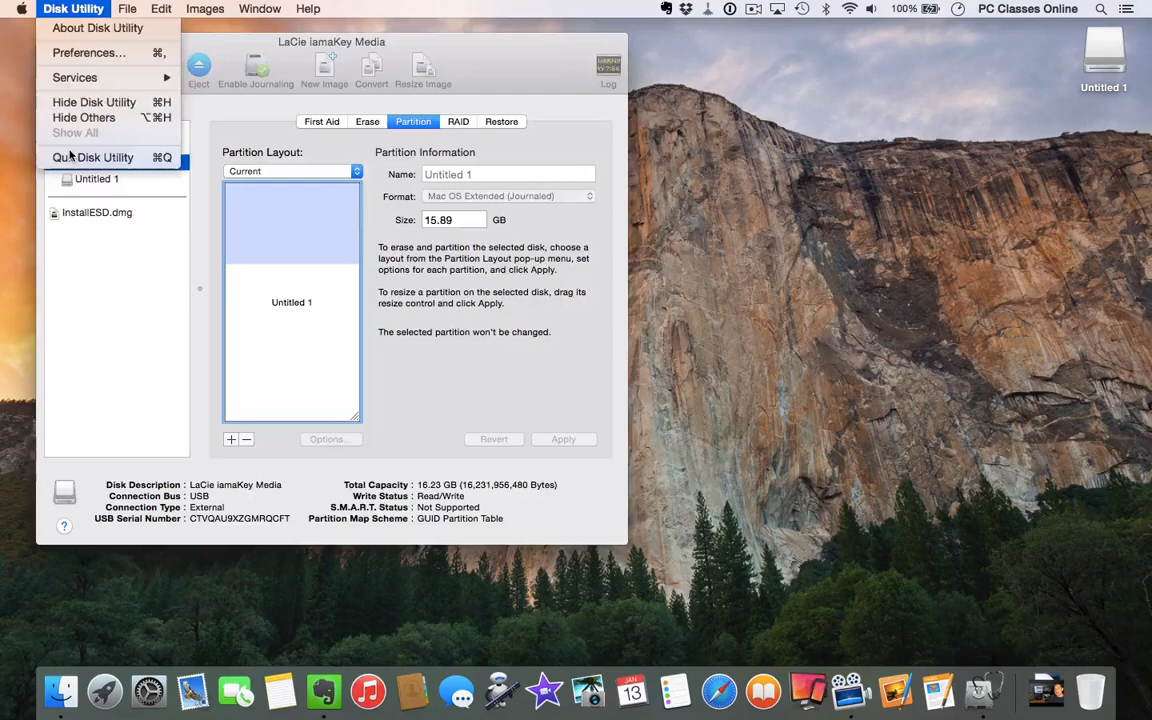 Disk Utility File Edit Images Window Help 100% PC Classes Online
About Disk Utility
Preferences… ⌘,
Services ▶
Hide Disk Utility ⌘H
Hide Others ⌥⌘H
Show All
Quit Disk Utility ⌘Q
LaCie iamaKey Media
Eject Enable Journaling New Image Convert Resize Image Log
Untitled 1
InstallESD.dmg
First Aid Erase Partition RAID Restore
Partition Layout: Partition Information
Current
Name: Untitled 1
Format: Mac OS Extended (Journaled)
Size: 15.89 GB
To erase and partition the selected disk, choose a
layout from the Partition Layout pop-up menu, set
options for each partition, and click Apply.
To resize a partition on the selected disk, drag its
resize control and click Apply.
Untitled 1
The selected partition won't be changed.
+ − Options... Revert Apply
Disk Description : LaCie iamaKey Media
Connection Bus : USB
Connection Type : External
USB Serial Number : CTVQAU9XZGMRQCFT
Total Capacity : 16.23 GB (16,231,956,480 Bytes)
Write Status : Read/Write
S.M.A.R.T. Status : Not Supported
Partition Map Scheme : GUID Partition Table
?
Untitled 1
JAN
13